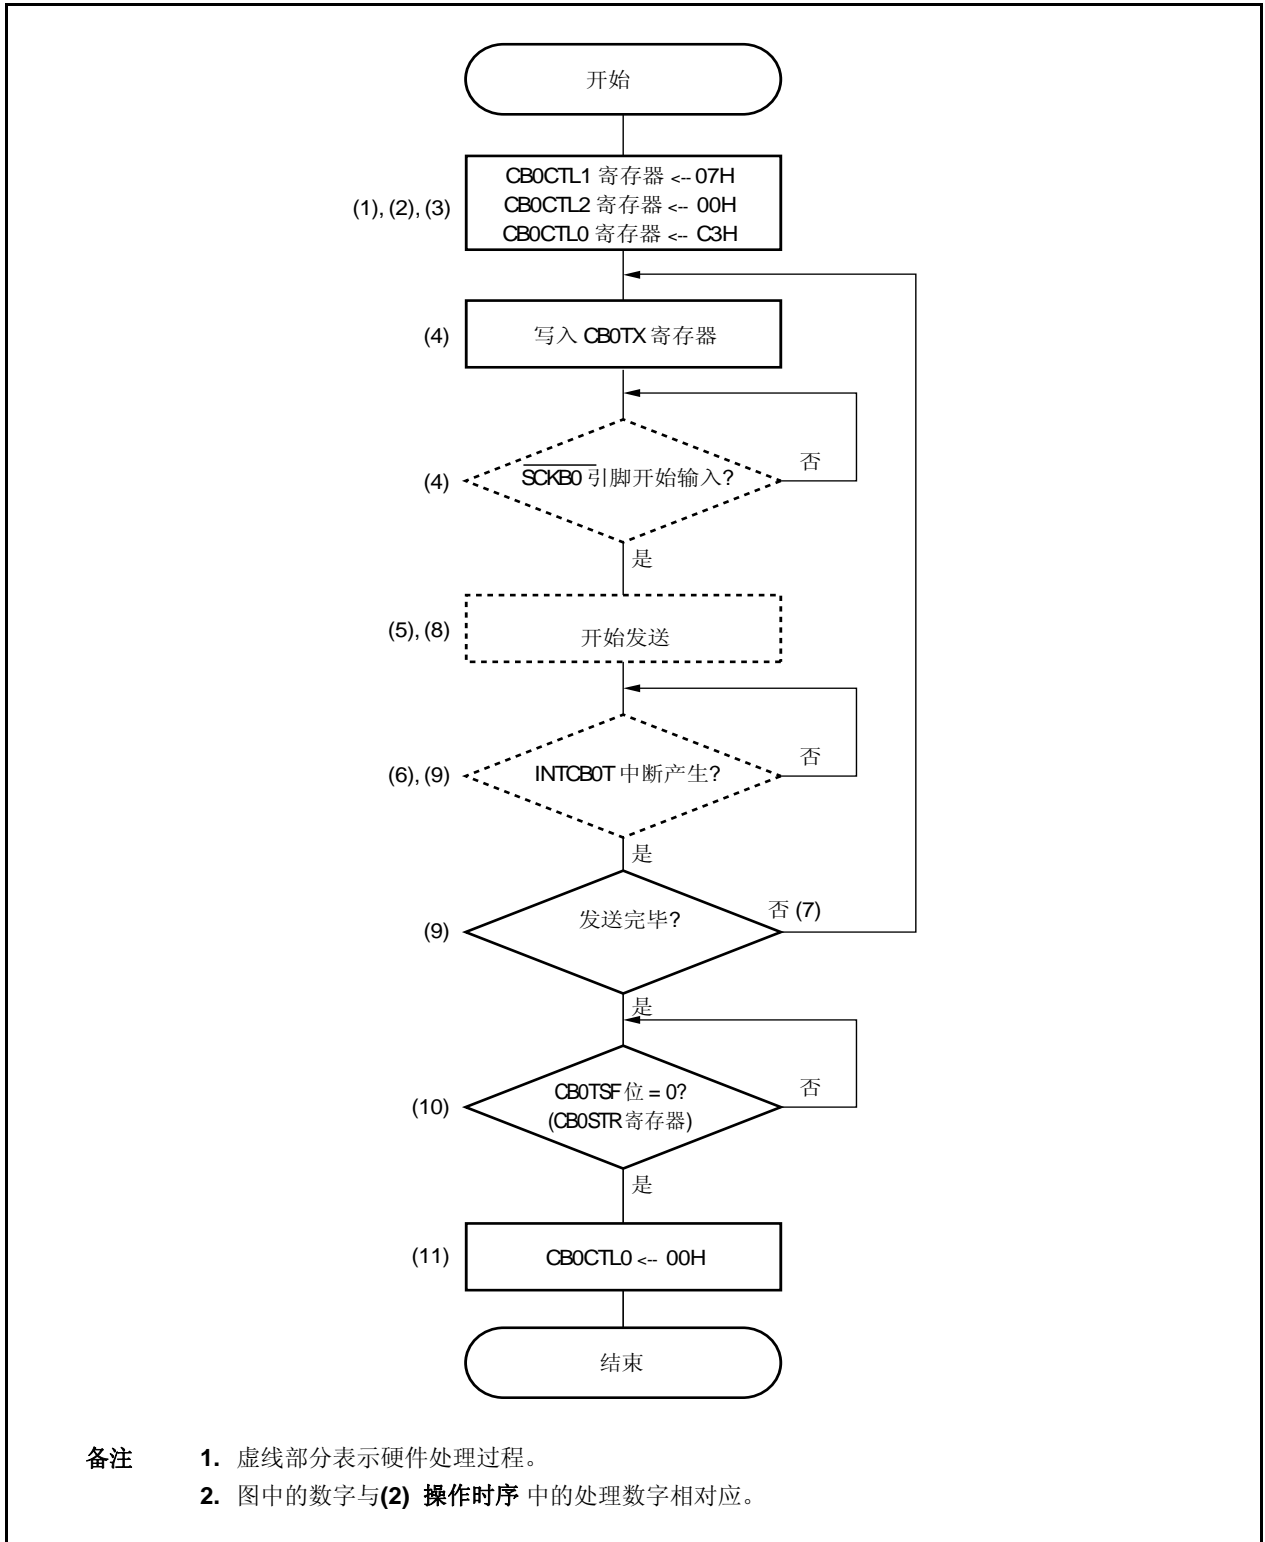 开始
CB0CTL1 寄存器 <-- 07H
(1), (2), (3) CB0CTL2 寄存器 <-- 00H
CB0CTL0 寄存器 <-- C3H
(4) 写入 CB0TX 寄存器
(4) SCKB0 引脚开始输入? 否
是
(5), (8) 开始发送
(6), (9) INTCB0T 中断产生? 否
是
(9) 发送完毕? 否 (7)
是
CB0TSF 位 = 0? 否
(10) (CB0STR 寄存器)
是
(11) CB0CTL0 <-- 00H
结束
备注 1. 虚线部分表示硬件处理过程。
2. 图中的数字与(2) 操作时序 中的处理数字相对应。